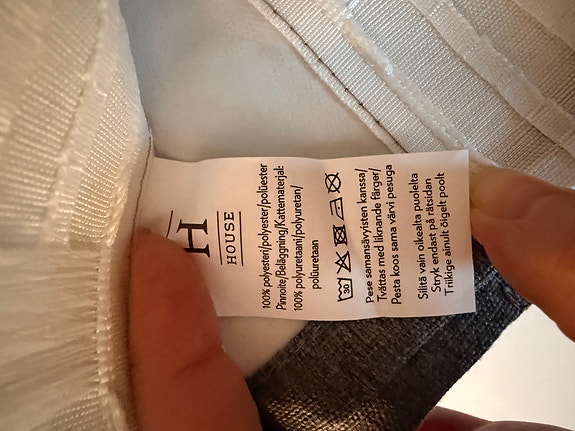 H
HOUSE
100% polyesteri/polyester/polüester
Pinnoite/Beläggning/Kattematerjal:
100% polyuretaani/polyuretan/
polüuretaan
30
Pese samansävyisten kanssa/
Tvättas med liknande färger/
Pesta koos sama värvi pesuga
Silitä vain oikealta puolelta
Stryk endast på rätsidan
Triikige ainult õigelt poolt